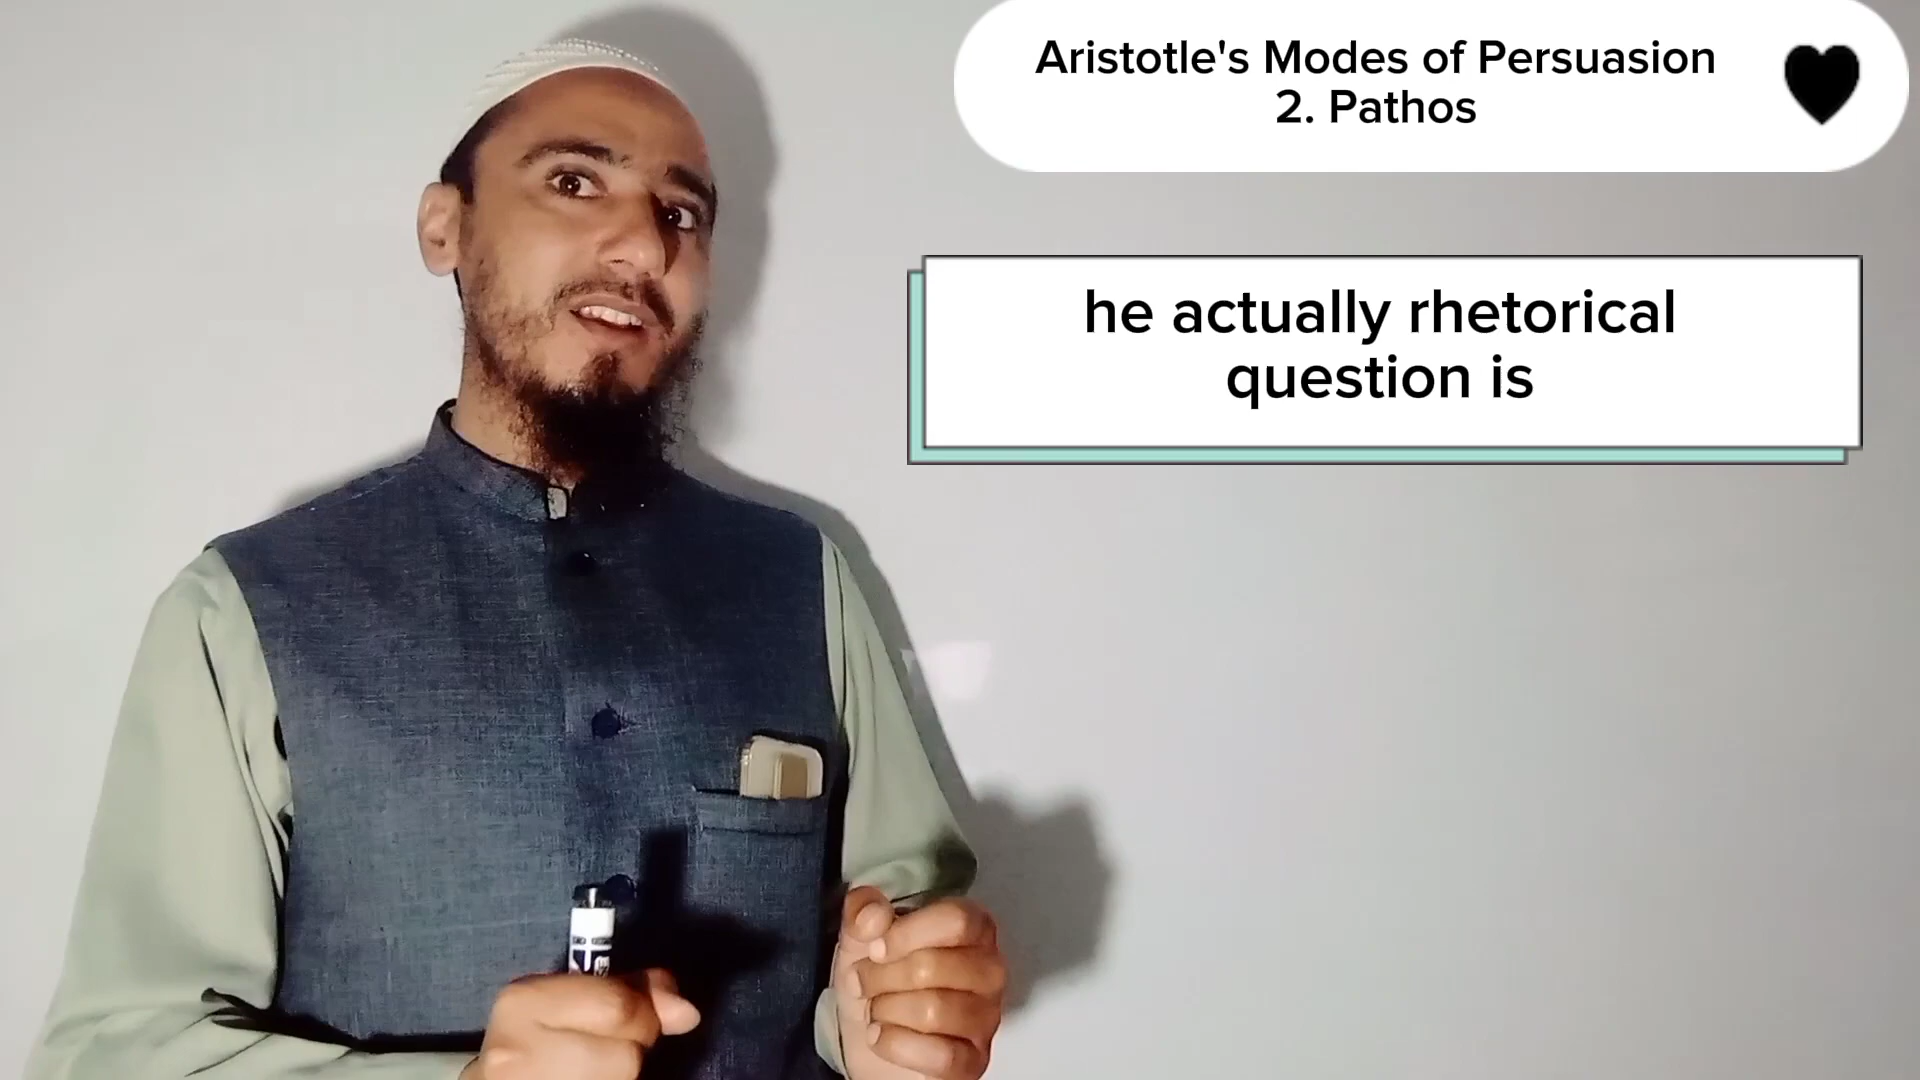 Aristotle's Modes of Persuasion
2. Pathos
he actually rhetorical
question is